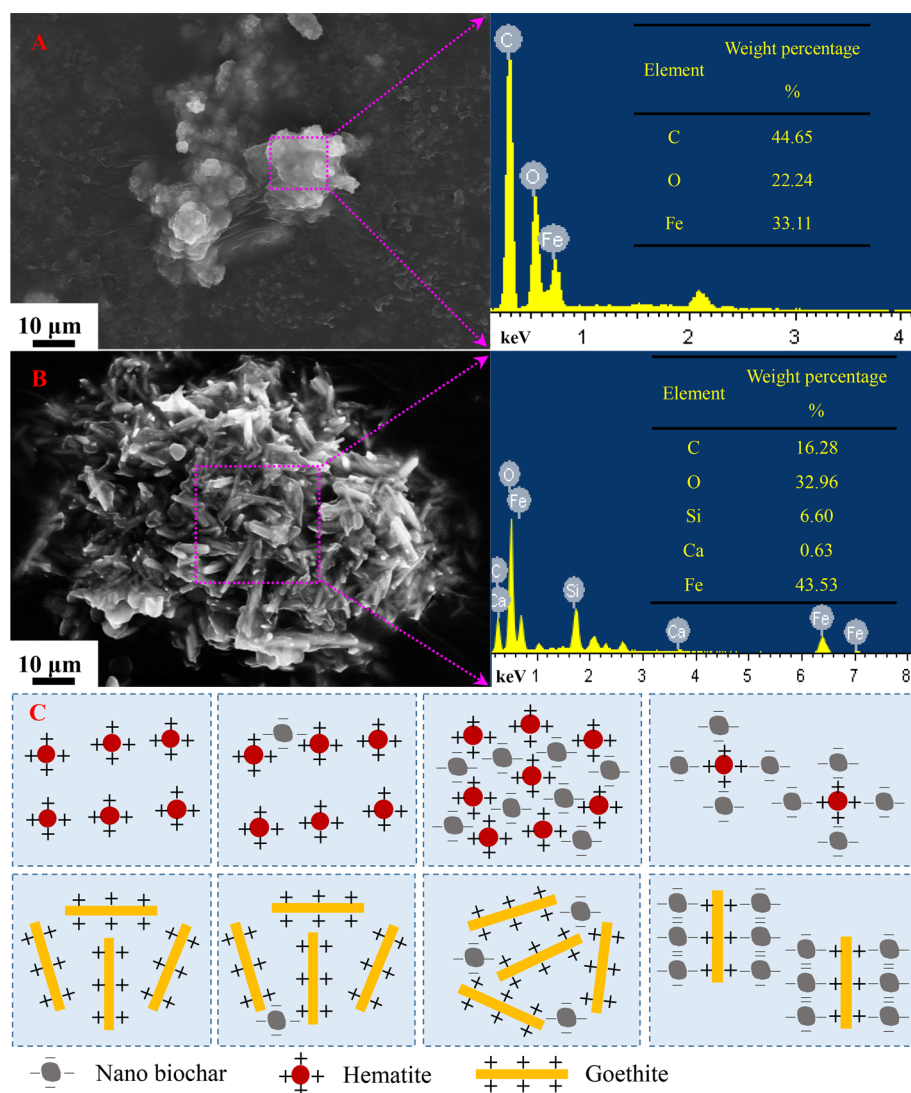 A
10 µm
C
O
Fe
keV 1 2 3 4
Element Weight percentage
%
C 44.65
O 22.24
Fe 33.11
B
10 µm
O
Fe
C
Ca
Si
Ca
Fe
Fe
keV 1 2 3 4 5 6 7 8
Element Weight percentage
%
C 16.28
O 32.96
Si 6.60
Ca 0.63
Fe 43.53
C
Nano biochar Hematite Goethite